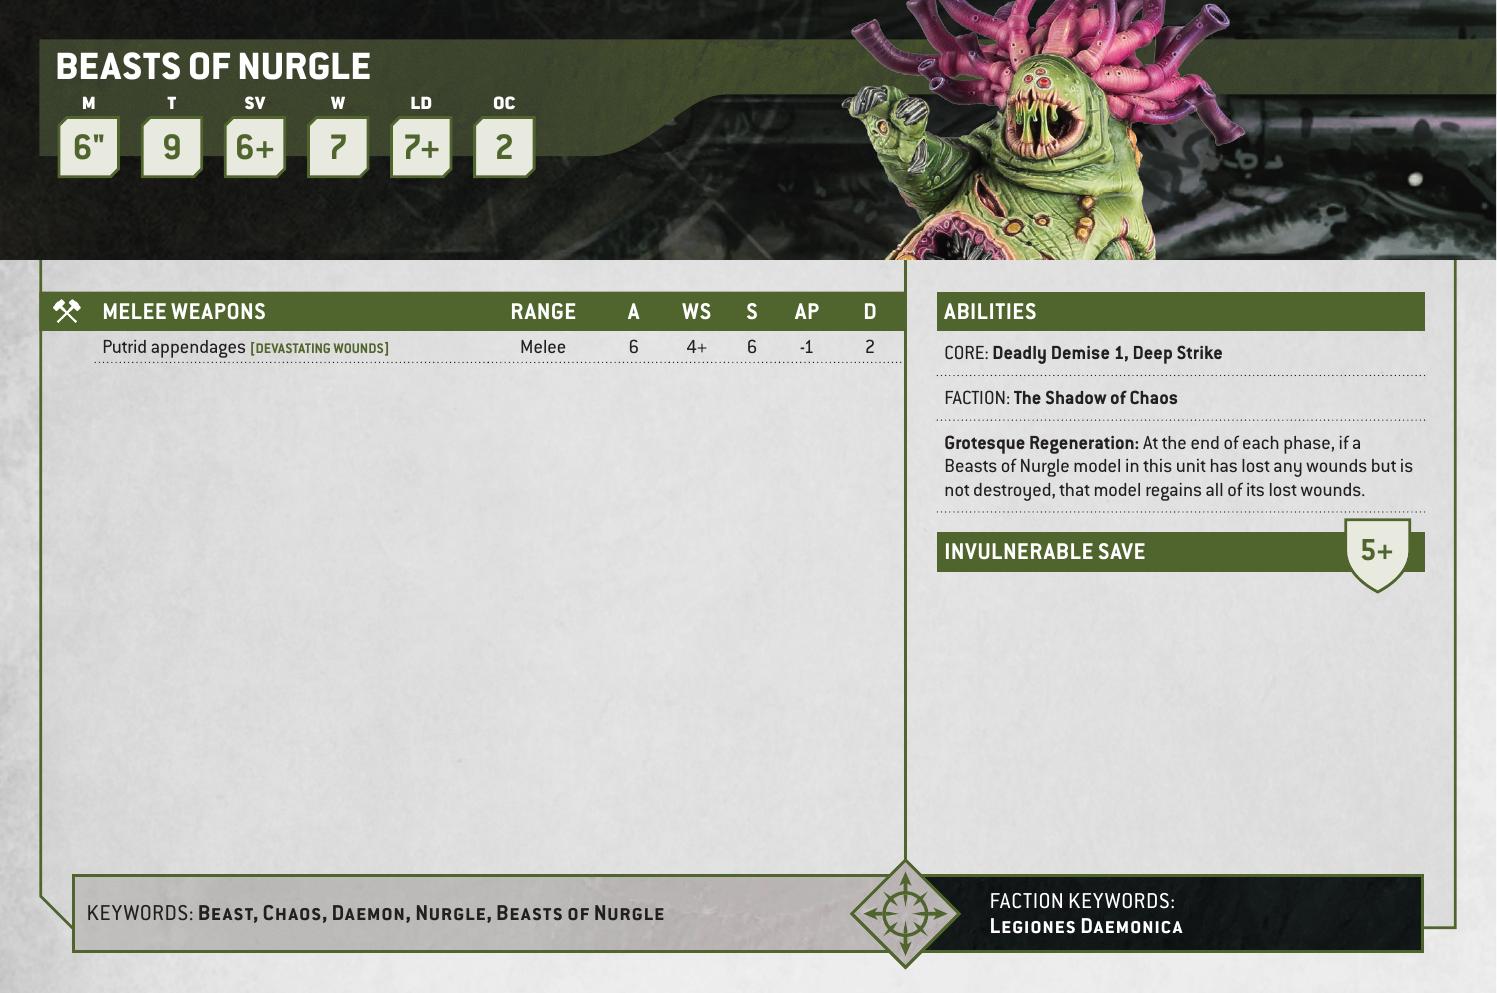 BEASTS OF NURGLE
M T SV W LD OC
6" 9 6+ 7 7+ 2
MELEE WEAPONS RANGE A WS S AP D
Putrid appendages [DEVASTATING WOUNDS] Melee 6 4+ 6 -1 2
ABILITIES
CORE: Deadly Demise 1, Deep Strike
FACTION: The Shadow of Chaos
Grotesque Regeneration: At the end of each phase, if a
Beasts of Nurgle model in this unit has lost any wounds but is
not destroyed, that model regains all of its lost wounds.
INVULNERABLE SAVE 5+
KEYWORDS: BEAST, CHAOS, DAEMON, NURGLE, BEASTS OF NURGLE
FACTION KEYWORDS:
LEGIONES DAEMONICA